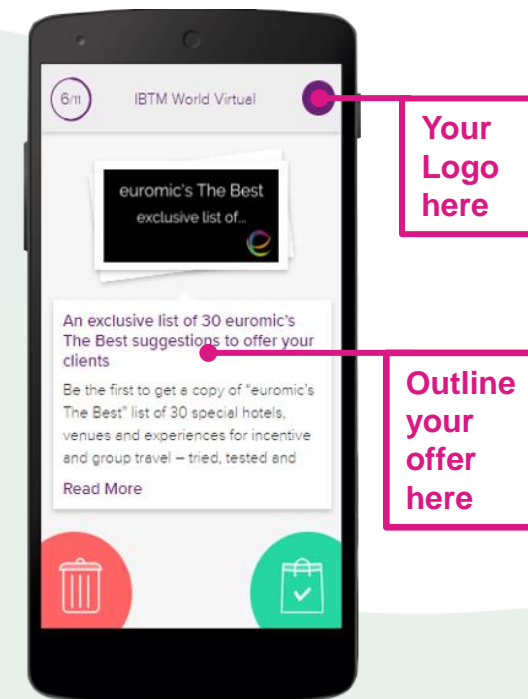 6/11
IBTM World Virtual
Your
Logo
here
euromic's The Best
exclusive list of...
e
An exclusive list of 30 euromic's
The Best suggestions to offer your
clients
Be the first to get a copy of "euromic's
The Best" list of 30 special hotels,
venues and experiences for incentive
and group travel – tried, tested and
Read More
Outline
your
offer
here